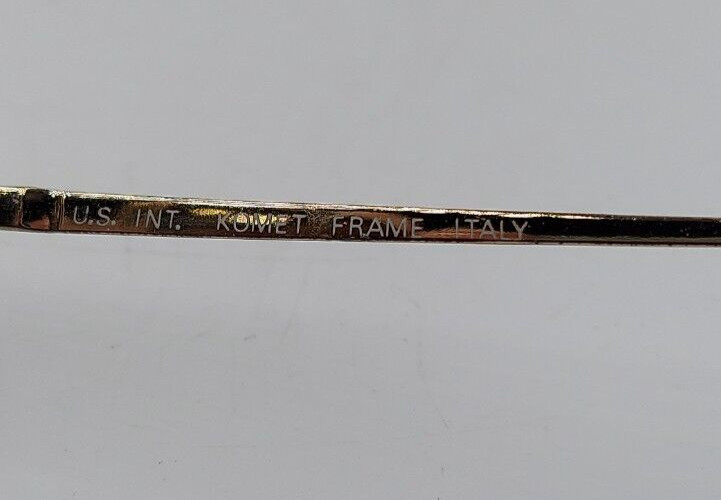 U.S. INT. KOMET FRAME ITALY